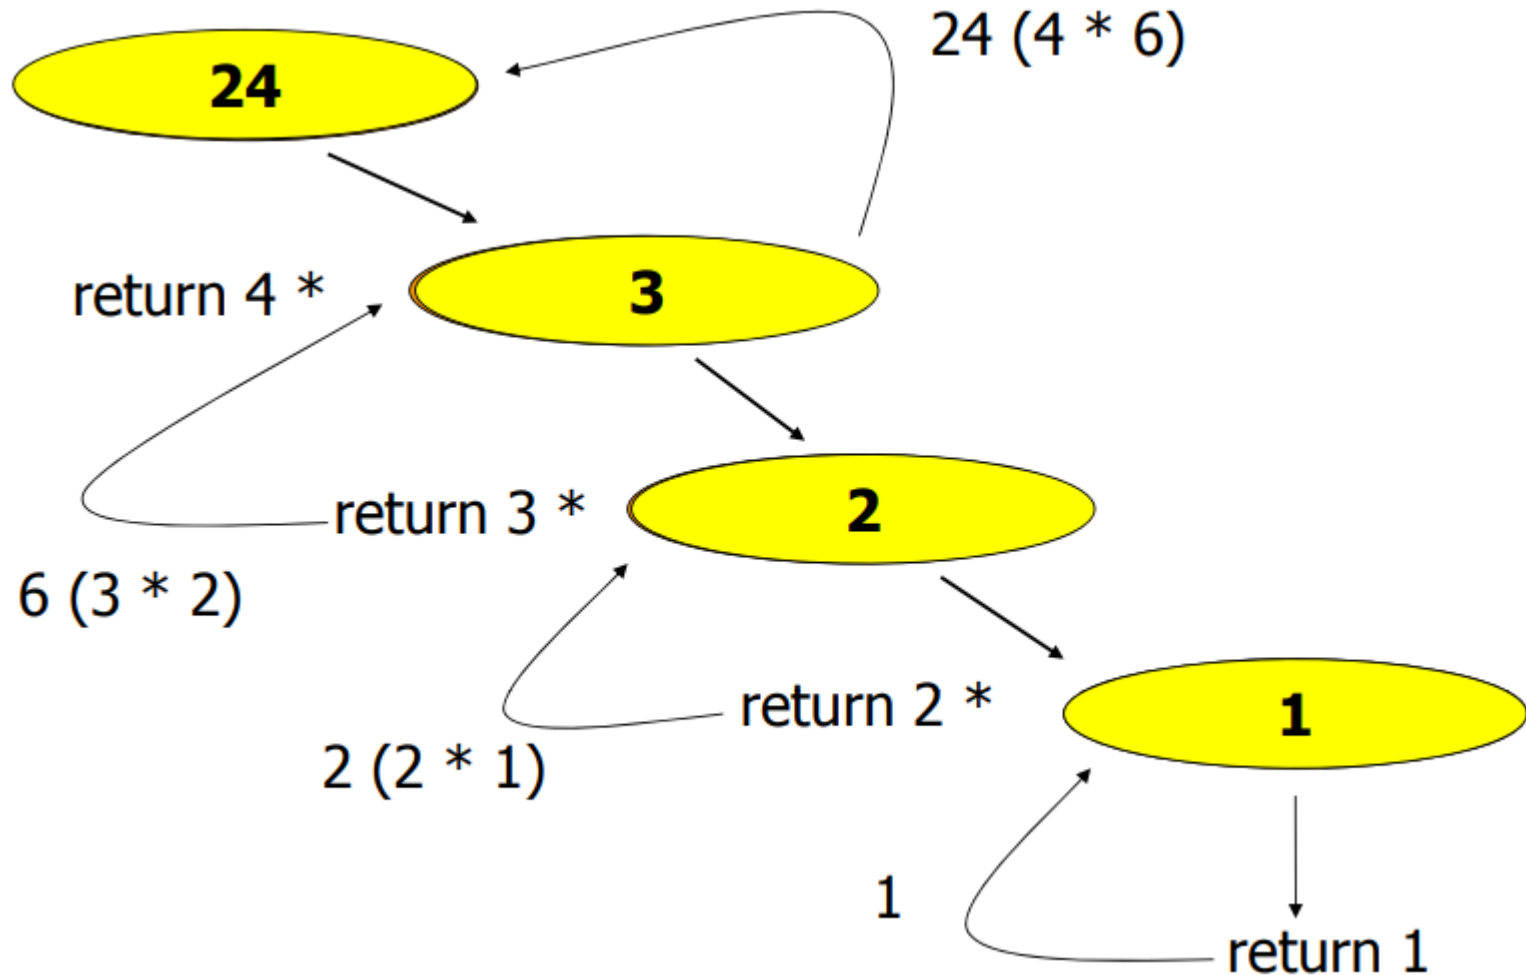 24 (4 * 6)
24
return 4 *
3
return 3 *
2
6 (3 * 2)
return 2 *
1
2 (2 * 1)
1
return 1